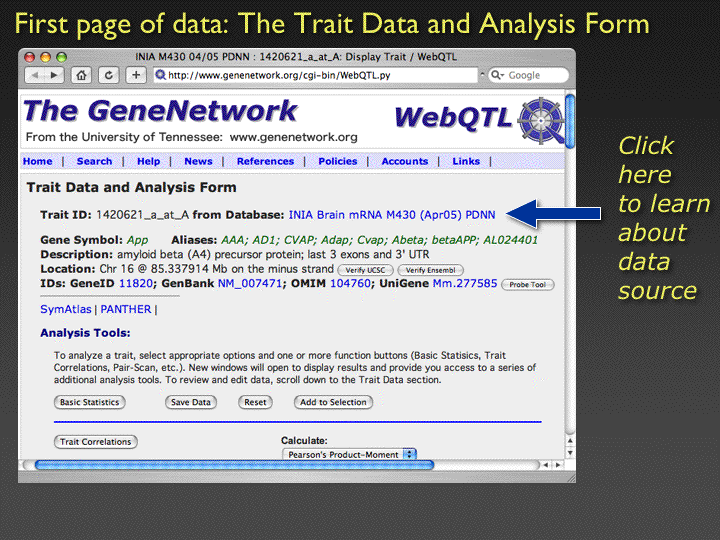 First page of data: The Trait Data and Analysis Form
INIA M430 04/05 PDNN : 1420621_a_at_A: Display Trait / WebQTL
http://www.genenetwork.org/cgi-bin/WebQTL.py
Google
The GeneNetwork
WebQTL
From the University of Tennessee: www.genenetwork.org
Home | Search | Help | News | References | Policies | Accounts | Links |
Trait Data and Analysis Form
Trait ID: 1420621_a_at_A from Database: INIA Brain mRNA M430 (Apr05) PDNN
Gene Symbol: App Aliases: AAA; AD1; CVAP; Adap; Cvap; Abeta; betaAPP; AL024401
Description: amyloid beta (A4) precursor protein; last 3 exons and 3' UTR
Location: Chr 16 @ 85.337914 Mb on the minus strand Verify UCSC Verify Ensembl
IDs: GeneID 11820; GenBank NM_007471; OMIM 104760; UniGene Mm.277585 Probe Tool
SymAtlas | PANTHER |
Analysis Tools:
To analyze a trait, select appropriate options and one or more function buttons (Basic Statisics, Trait
Correlations, Pair-Scan, etc.). New windows will open to display results and provide you access to a series of
additional analysis tools. To review and edit data, scroll down to the Trait Data section.
Basic Statistics Save Data Reset Add to Selection
Trait Correlations
Calculate:
Pearson's Product-Moment
Click
here
to learn
about
data
source